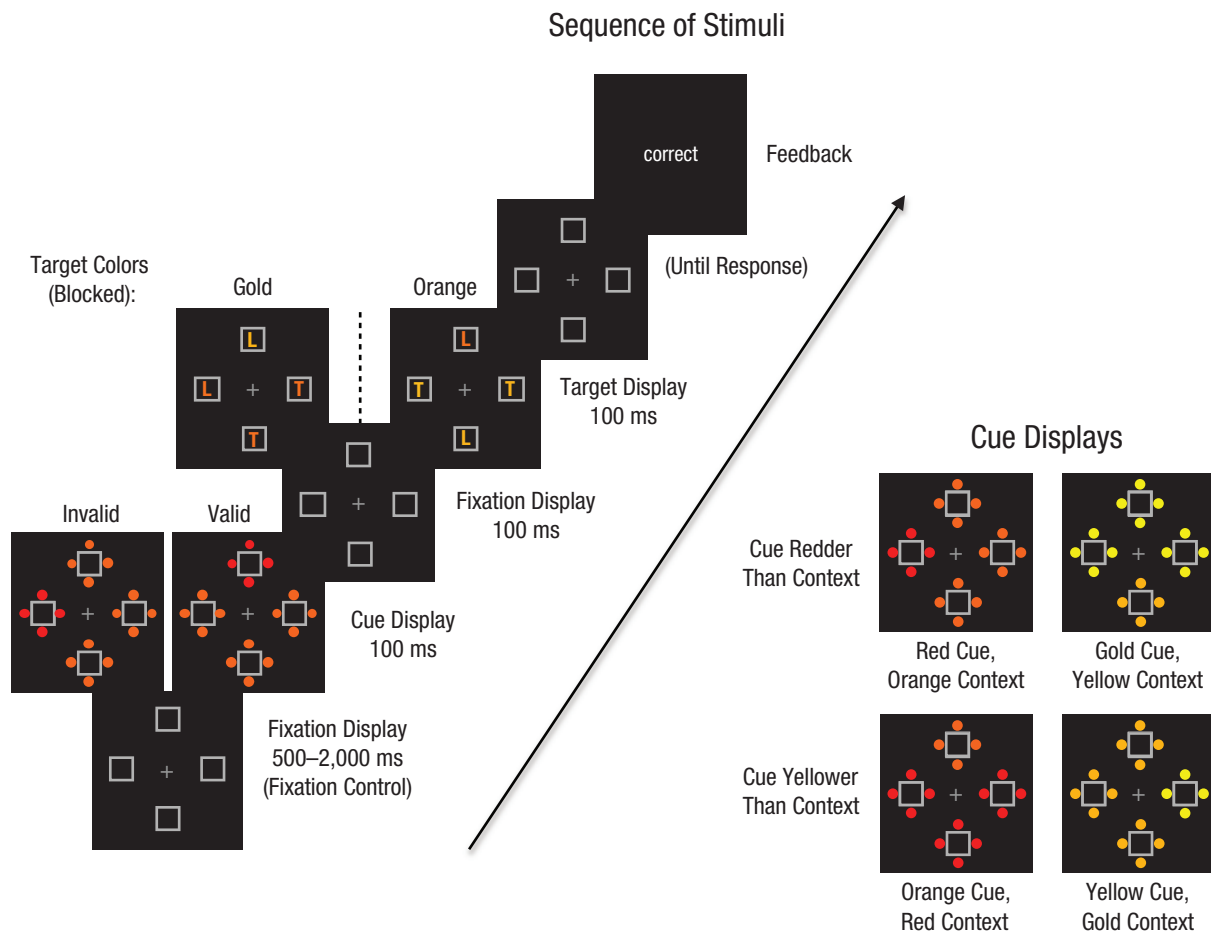 Sequence of Stimuli
correct
Feedback
(Until Response)
Target Colors
(Blocked):
Gold
Orange
L
L + T
T
L
T + T
L
+
Target Display
100 ms
+
Fixation Display
100 ms
Invalid
Valid
+
+
Cue Display
100 ms
+
Fixation Display
500–2,000 ms
(Fixation Control)
Cue Displays
Cue Redder
Than Context
+
+
Red Cue,
Orange Context
Gold Cue,
Yellow Context
Cue Yellower
Than Context
+
+
Orange Cue,
Red Context
Yellow Cue,
Gold Context